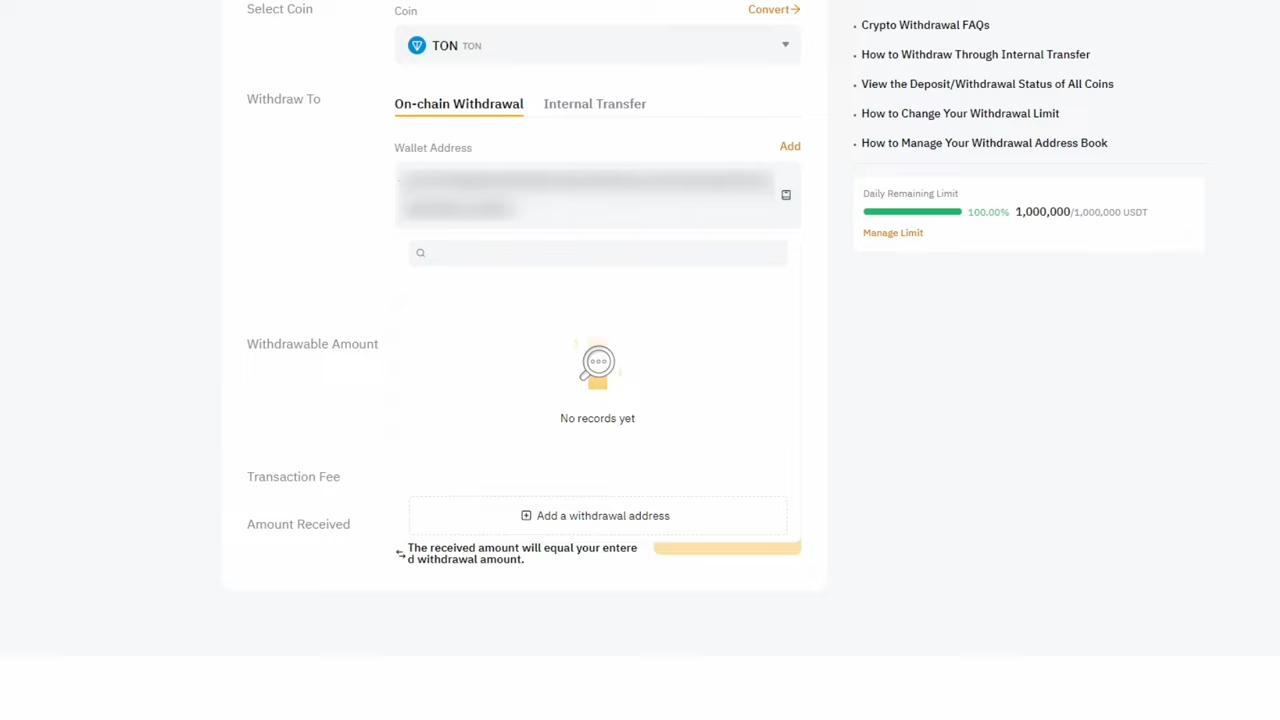 Select Coin
Coin
Convert→
TON TON
Withdraw To
On-chain Withdrawal
Internal Transfer
Wallet Address
Add
Withdrawable Amount
No records yet
Transaction Fee
Add a withdrawal address
Amount Received
The received amount will equal your entere
d withdrawal amount.
Crypto Withdrawal FAQs
How to Withdraw Through Internal Transfer
View the Deposit/Withdrawal Status of All Coins
How to Change Your Withdrawal Limit
How to Manage Your Withdrawal Address Book
Daily Remaining Limit
100.00% 1,000,000/1,000,000 USDT
Manage Limit